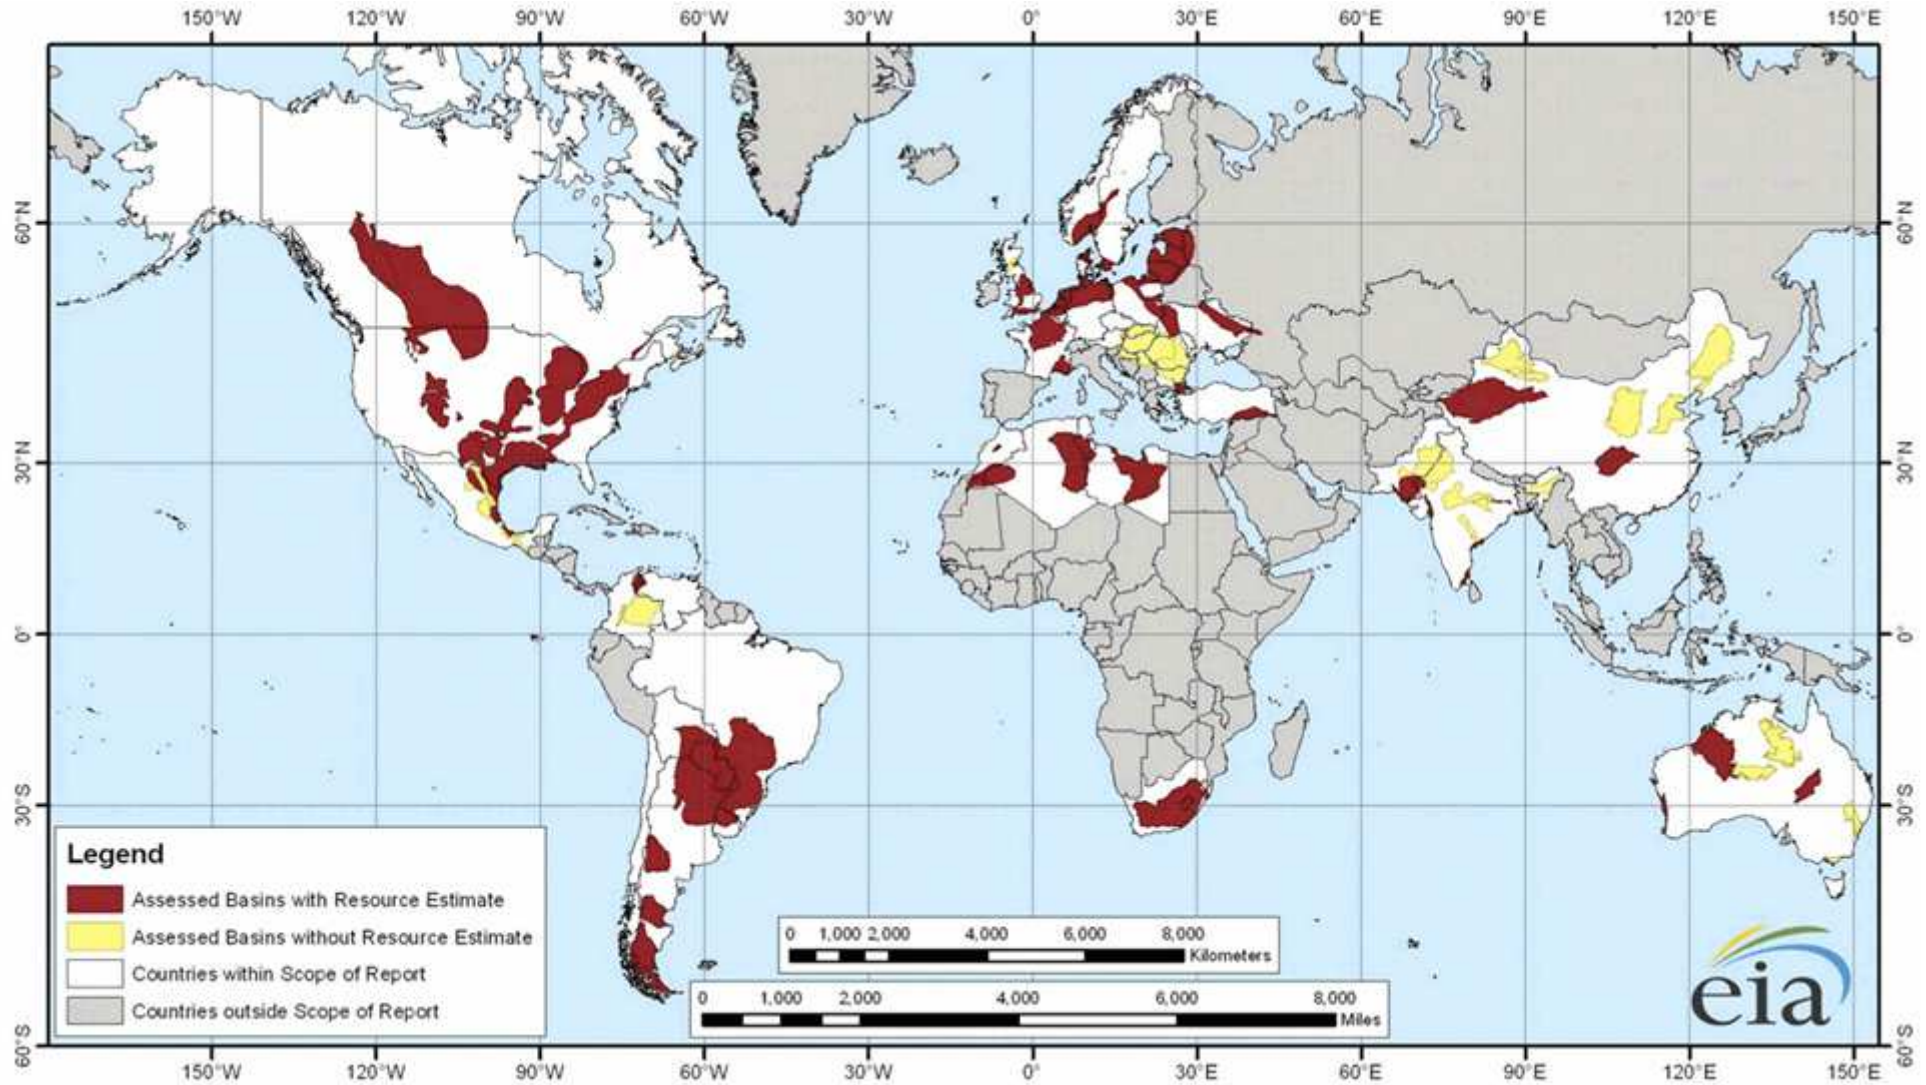 150°W 120°W 90°W 60°W 30°W 0° 30°E 60°E 90°E 120°E 150°E
60°N 60°N
30°N 30°N
0° 0°
30°S 30°S
Legend
Assessed Basins with Resource Estimate
Assessed Basins without Resource Estimate
Countries within Scope of Report
Countries outside Scope of Report
0 1,000 2,000 4,000 6,000 8,000
Kilometers
0 1,000 2,000 4,000 6,000 8,000
Miles
eia
60°S 60°S
150°W 120°W 90°W 60°W 30°W 0° 30°E 60°E 90°E 120°E 150°E